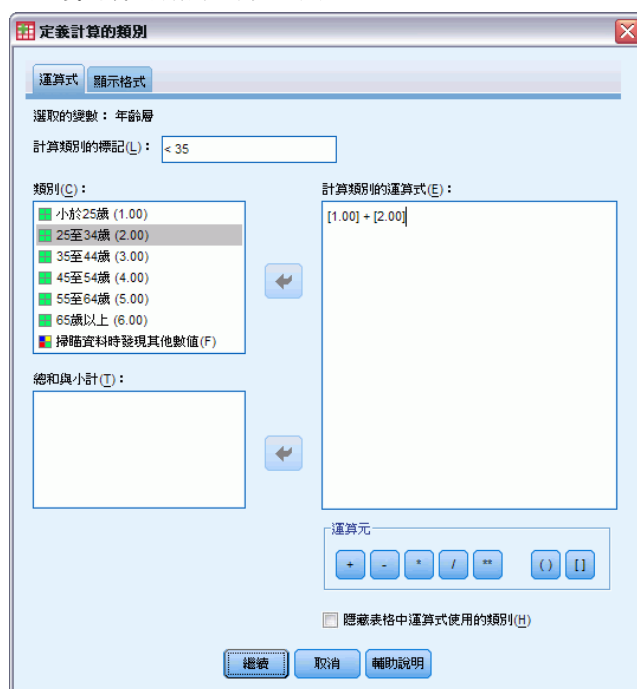 定義計算的類別
運算式 顯示格式
選取的變數： 年齡層
計算類別的標記(L)： < 35
類別(C)：
小於25歲 (1.00)
25至34歲 (2.00)
35至44歲 (3.00)
45至54歲 (4.00)
55至64歲 (5.00)
65歲以上 (6.00)
掃瞄資料時發現其他數值(F)
總和與小計(T)：
計算類別的運算式(E)：
[1.00] + [2.00]
運算元
+ - * / ** ( ) [ ]
隱藏表格中運算式使用的類別(H)
繼續 取消 輔助說明